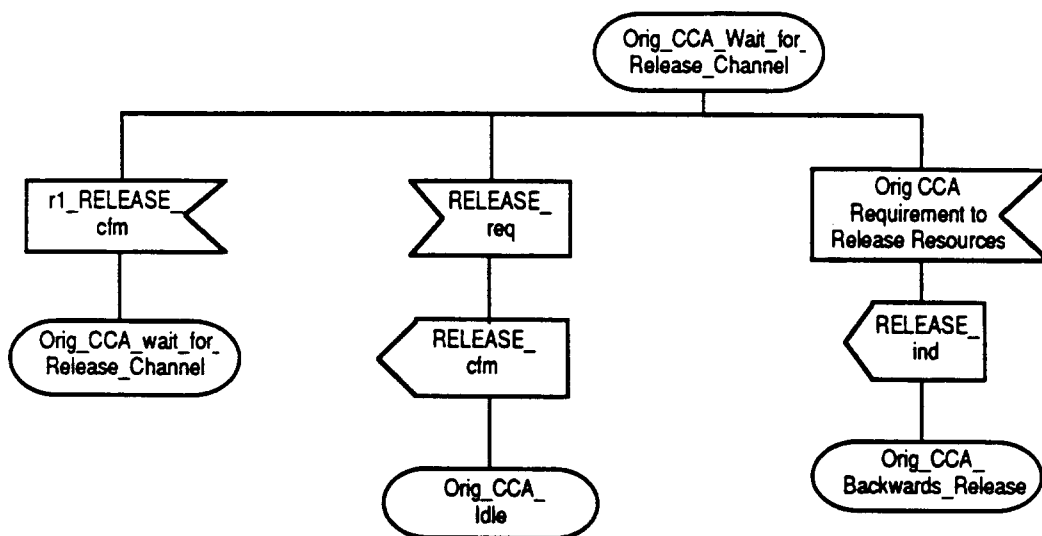 Orig_CCA_Wait_for_
Release_Channel
r1_RELEASE_
cfm
RELEASE_
req
Orig CCA
Requirement to
Release Resources
Orig_CCA_wait_for_
Release_Channel
RELEASE_
cfm
RELEASE_
ind
Orig_CCA_
Idle
Orig_CCA_
Backwards_Release